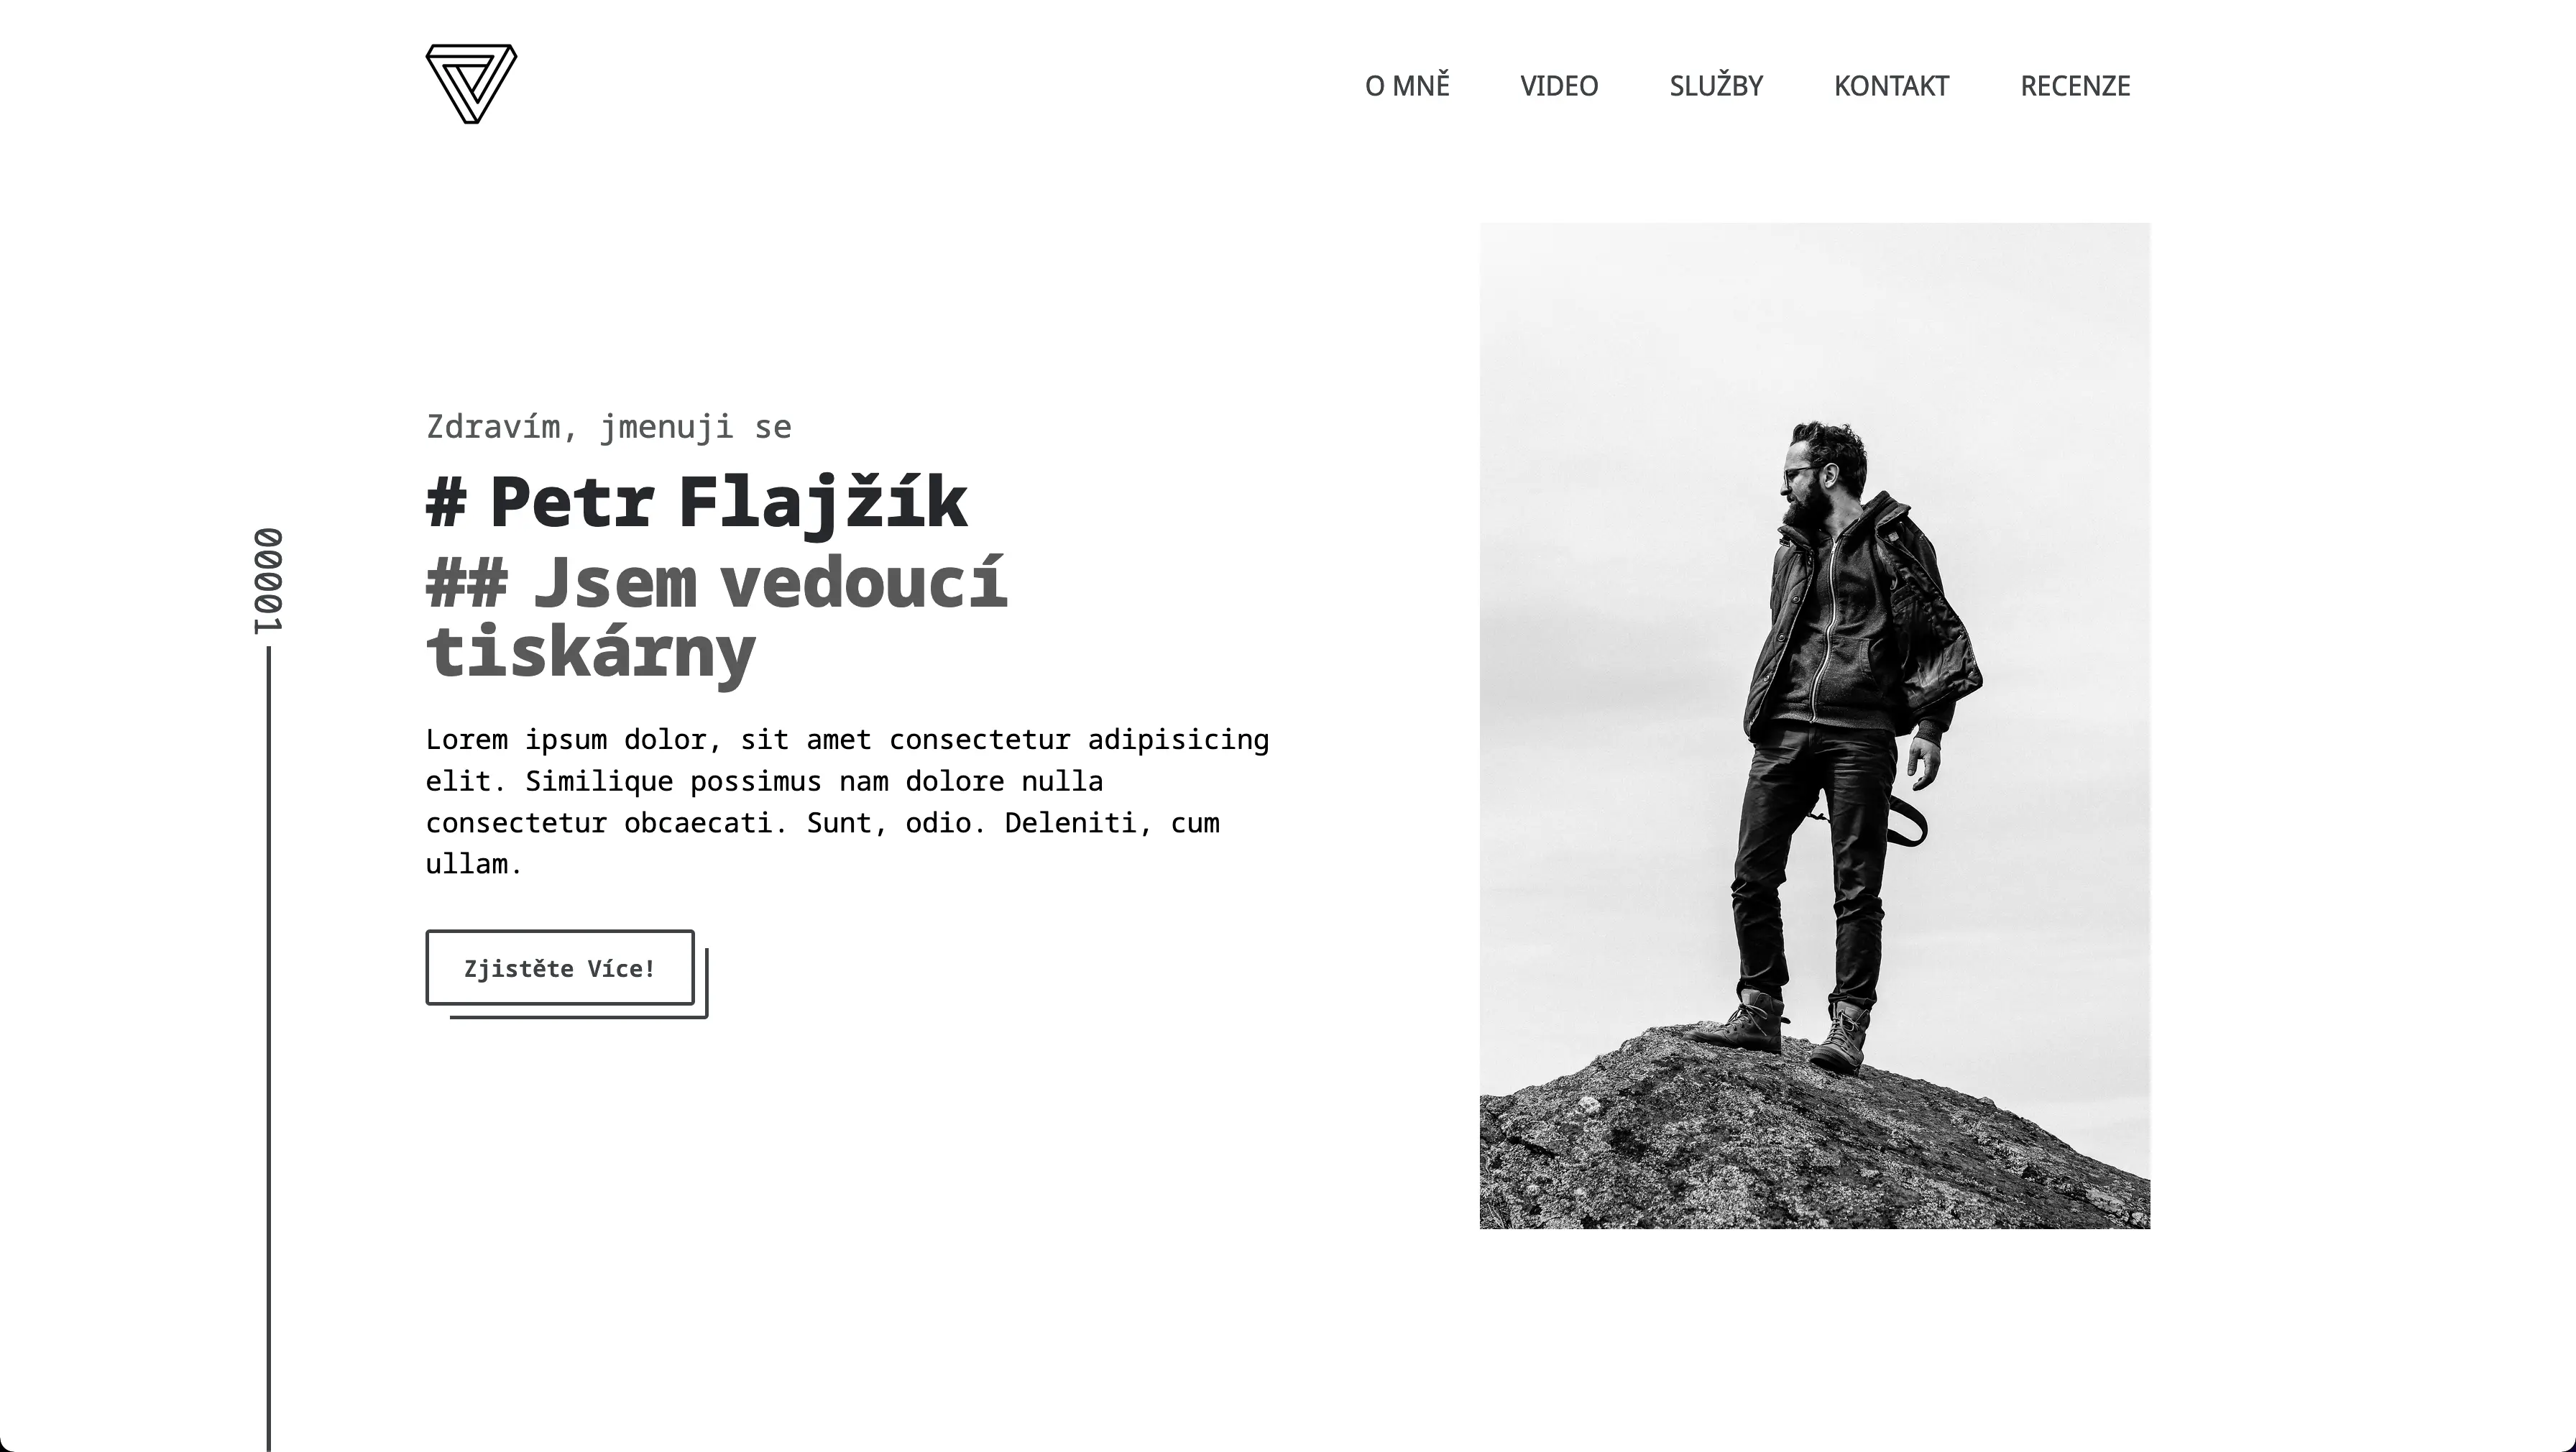 O MNĚ VIDEO SLUŽBY KONTAKT RECENZE
Zdravím, jmenuji se
# Petr Flajžík
## Jsem vedoucí
tiskárny
00001
Lorem ipsum dolor, sit amet consectetur adipisicing
elit. Similique possimus nam dolore nulla
consectetur obcaecati. Sunt, odio. Deleniti, cum
ullam.
Zjistěte Více!